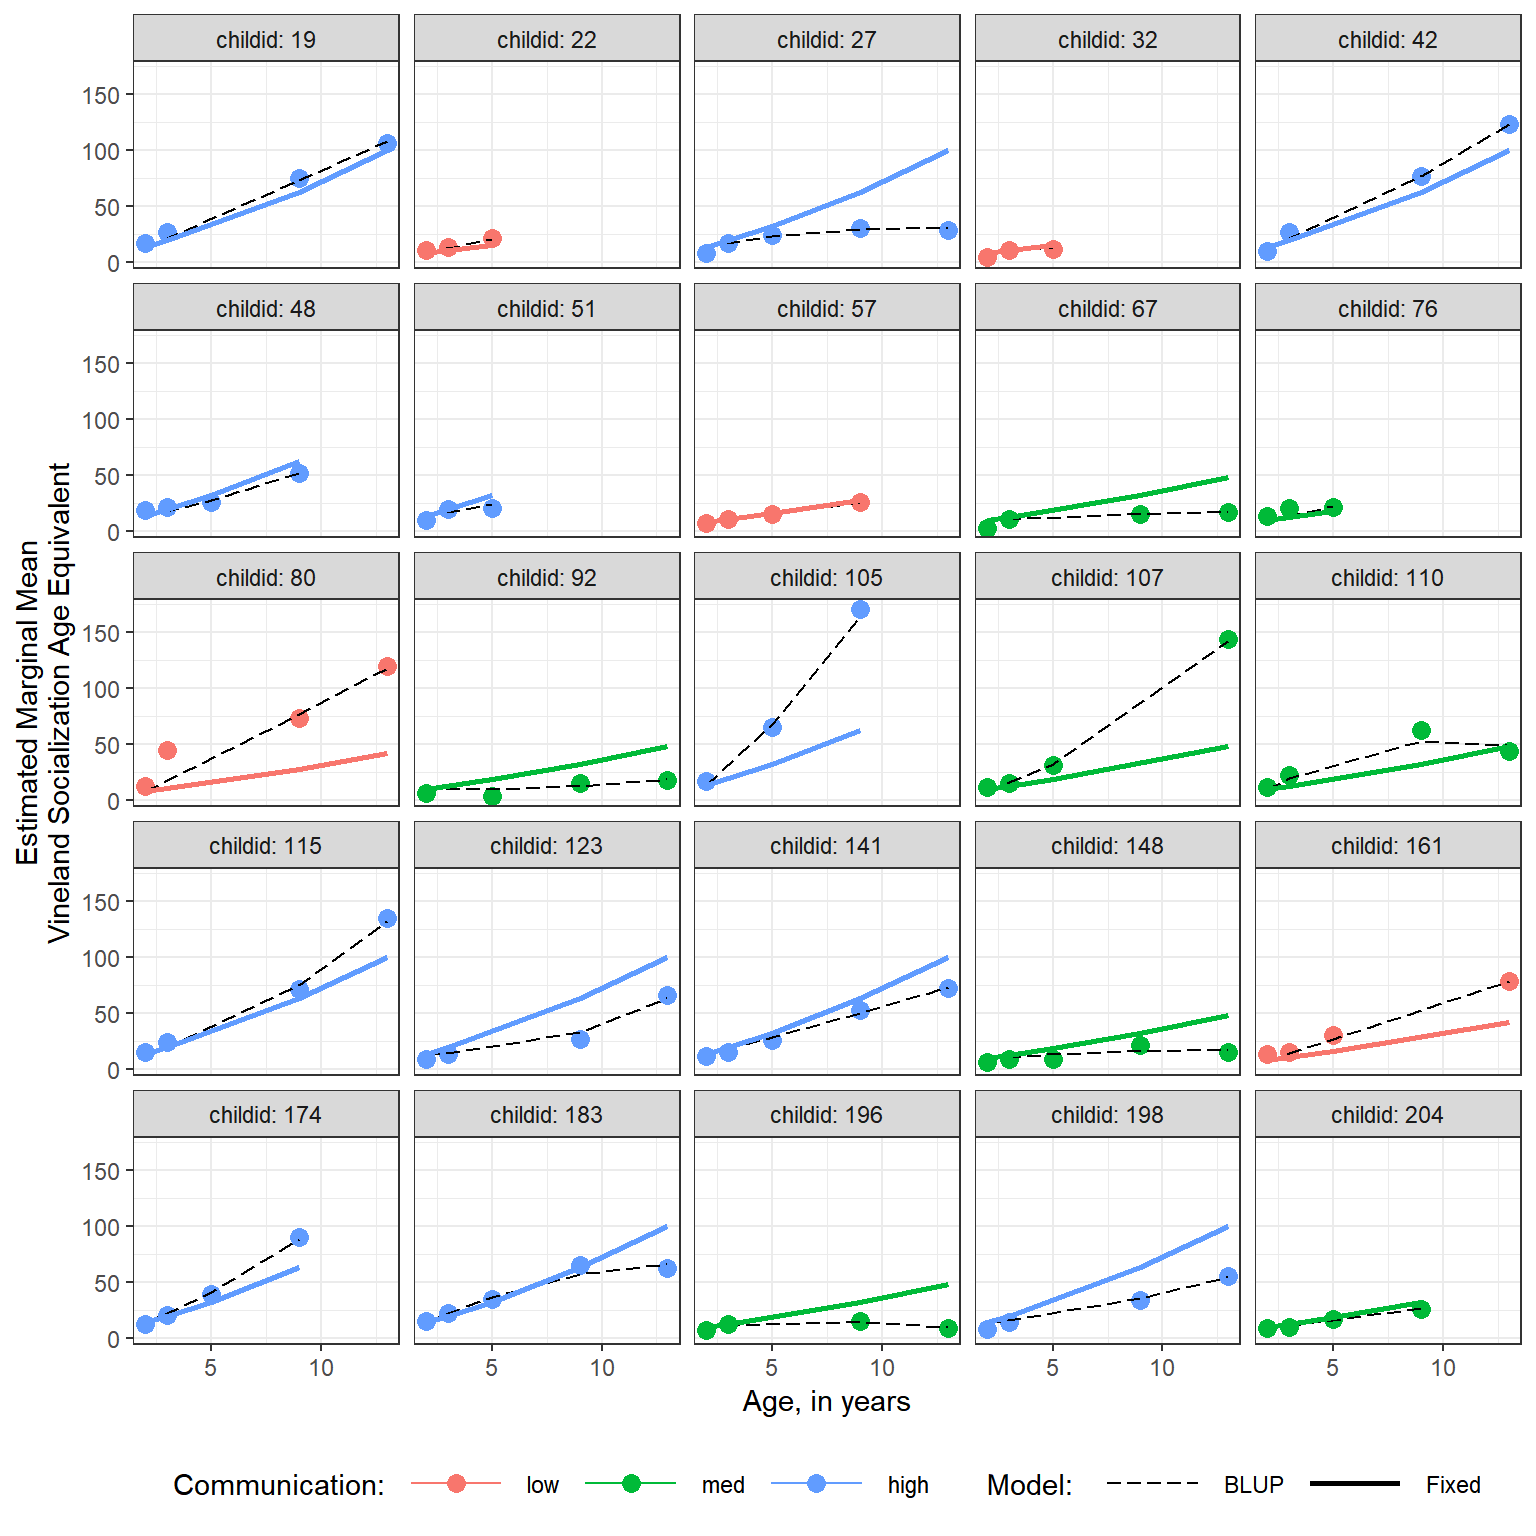 childid: 19
childid: 22
childid: 27
childid: 32
childid: 42
150
100
50
0
childid: 48
childid: 51
childid: 57
childid: 67
childid: 76
150
100
50
0
childid: 80
childid: 92
childid: 105
childid: 107
childid: 110
150
100
50
0
childid: 115
childid: 123
childid: 141
childid: 148
childid: 161
150
100
50
0
childid: 174
childid: 183
childid: 196
childid: 198
childid: 204
150
100
50
0
Estimated Marginal Mean
Vineland Socialization Age Equivalent
5 10 5 10 5 10 5 10 5 10
Age, in years
Communication: low med high Model: BLUP Fixed